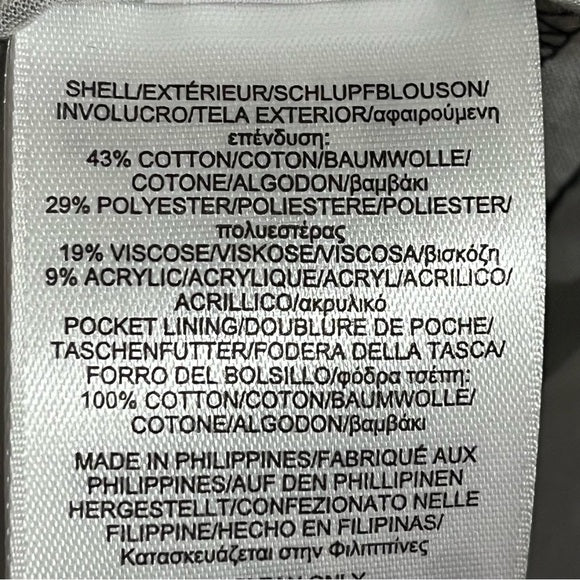 SHELL/EXTÉRIEUR/SCHLUPFBLOUSON/
INVOLUCRO/TELA EXTERIOR/αφαιρούμενη
επένδυση:
43% COTTON/COTON/BAUMWOLLE/
COTONE/ALGODON/βαμβάκι
29% POLYESTER/POLIESTERE/POLIESTER/
πολυεστέρας
19% VISCOSE/VISKOSE/VISCOSA/βισκόζη
9% ACRYLIC/ACRYLIQUE/ACRYL/ACRILICO/
ACRILLICO/ακρυλικό
POCKET LINING/DOUBLURE DE POCHE/
TASCHENFUTTER/FODERA DELLA TASCA/
FORRO DEL BOLSILLO/φόδρα τσέπη:
100% COTTON/COTON/BAUMWOLLE/
COTONE/ALGODON/βαμβάκι
MADE IN PHILIPPINES/FABRIQUÉ AUX
PHILIPPINES/AUF DEN PHILLIPINEN
HERGESTELLT/CONFEZIONATO NELLE
FILIPPINE/HECHO EN FILIPINAS/
Κατασκευάζεται στην Φιλιππίνες